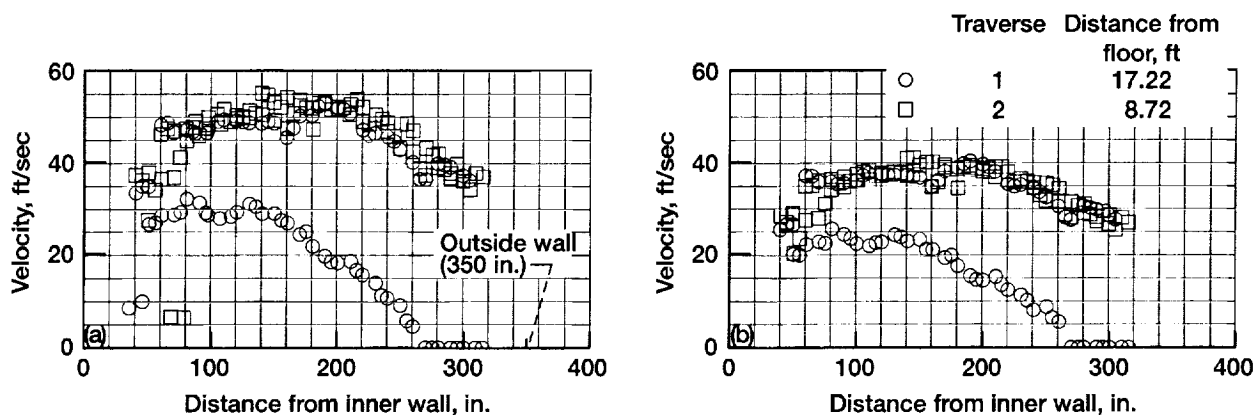 Traverse Distance from
floor, ft
1 17.22
2 8.72
60
40
20
0
Velocity, ft/sec
(a)
Outside wall
(350 in.)
0 100 200 300 400
Distance from inner wall, in.
60
40
20
0
Velocity, ft/sec
(b)
0 100 200 300 400
Distance from inner wall, in.